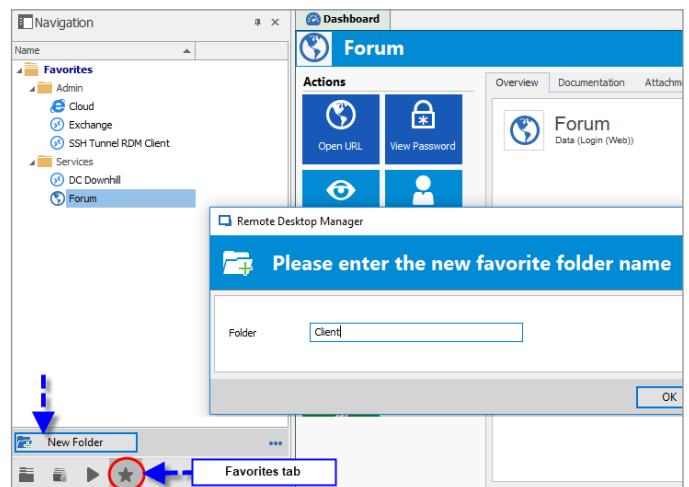 Navigation
Name
Favorites
Admin
Cloud
Exchange
SSH Tunnel RDM Client
Services
DC Downhill
Forum
New Folder
Favorites tab
Dashboard
Forum
Actions
Open URL
View Password
Overview Documentation Attachm
Forum
Data (Login (Web))
Remote Desktop Manager
Please enter the new favorite folder name
Folder
Client
OK